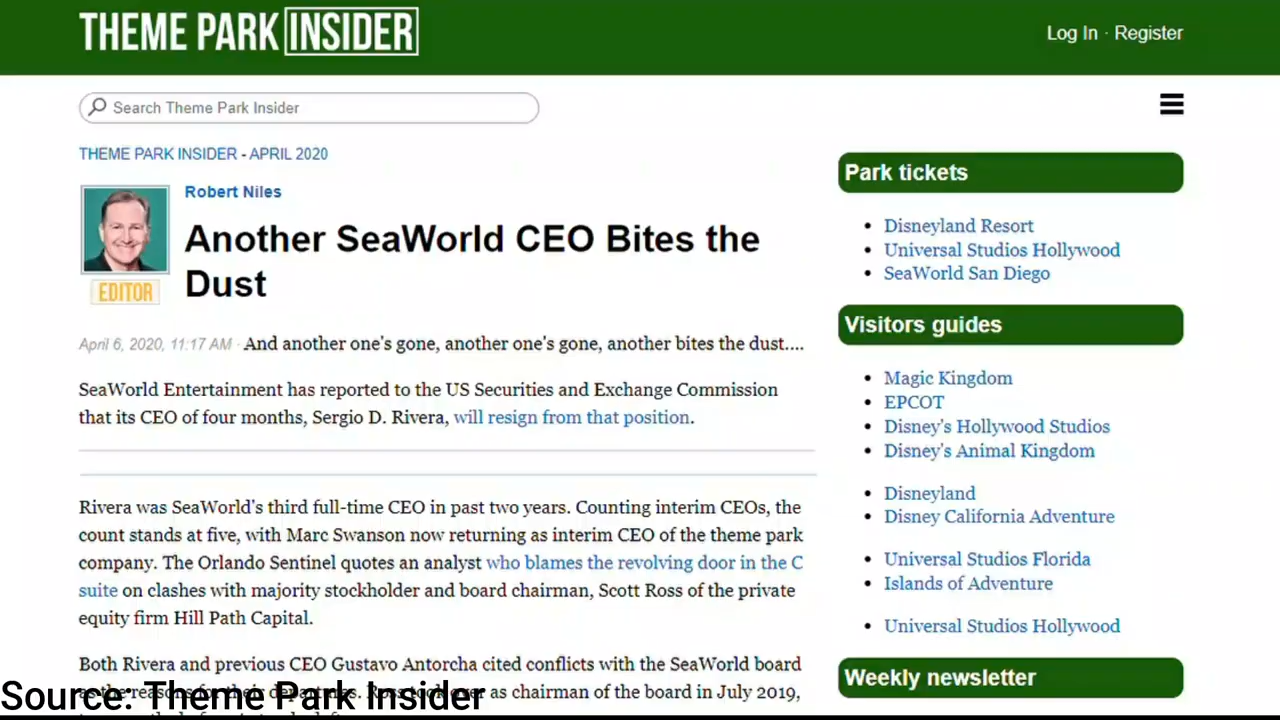 THEME PARK INSIDER
Log In · Register
Search Theme Park Insider
THEME PARK INSIDER - APRIL 2020
Robert Niles
Another SeaWorld CEO Bites the
Dust
EDITOR
April 6, 2020, 11:17 AM · And another one's gone, another one's gone, another bites the dust....
SeaWorld Entertainment has reported to the US Securities and Exchange Commission
that its CEO of four months, Sergio D. Rivera, will resign from that position.
Rivera was SeaWorld's third full-time CEO in past two years. Counting interim CEOs, the
count stands at five, with Marc Swanson now returning as interim CEO of the theme park
company. The Orlando Sentinel quotes an analyst who blames the revolving door in the C
suite on clashes with majority stockholder and board chairman, Scott Ross of the private
equity firm Hill Path Capital.
Both Rivera and previous CEO Gustavo Antorcha cited conflicts with the SeaWorld board
as the reasons for their departures. Ross took over as chairman of the board in July 2019,
Source: Theme Park Insider
Park tickets
Disneyland Resort
Universal Studios Hollywood
SeaWorld San Diego
Visitors guides
Magic Kingdom
EPCOT
Disney's Hollywood Studios
Disney's Animal Kingdom
Disneyland
Disney California Adventure
Universal Studios Florida
Islands of Adventure
Universal Studios Hollywood
Weekly newsletter